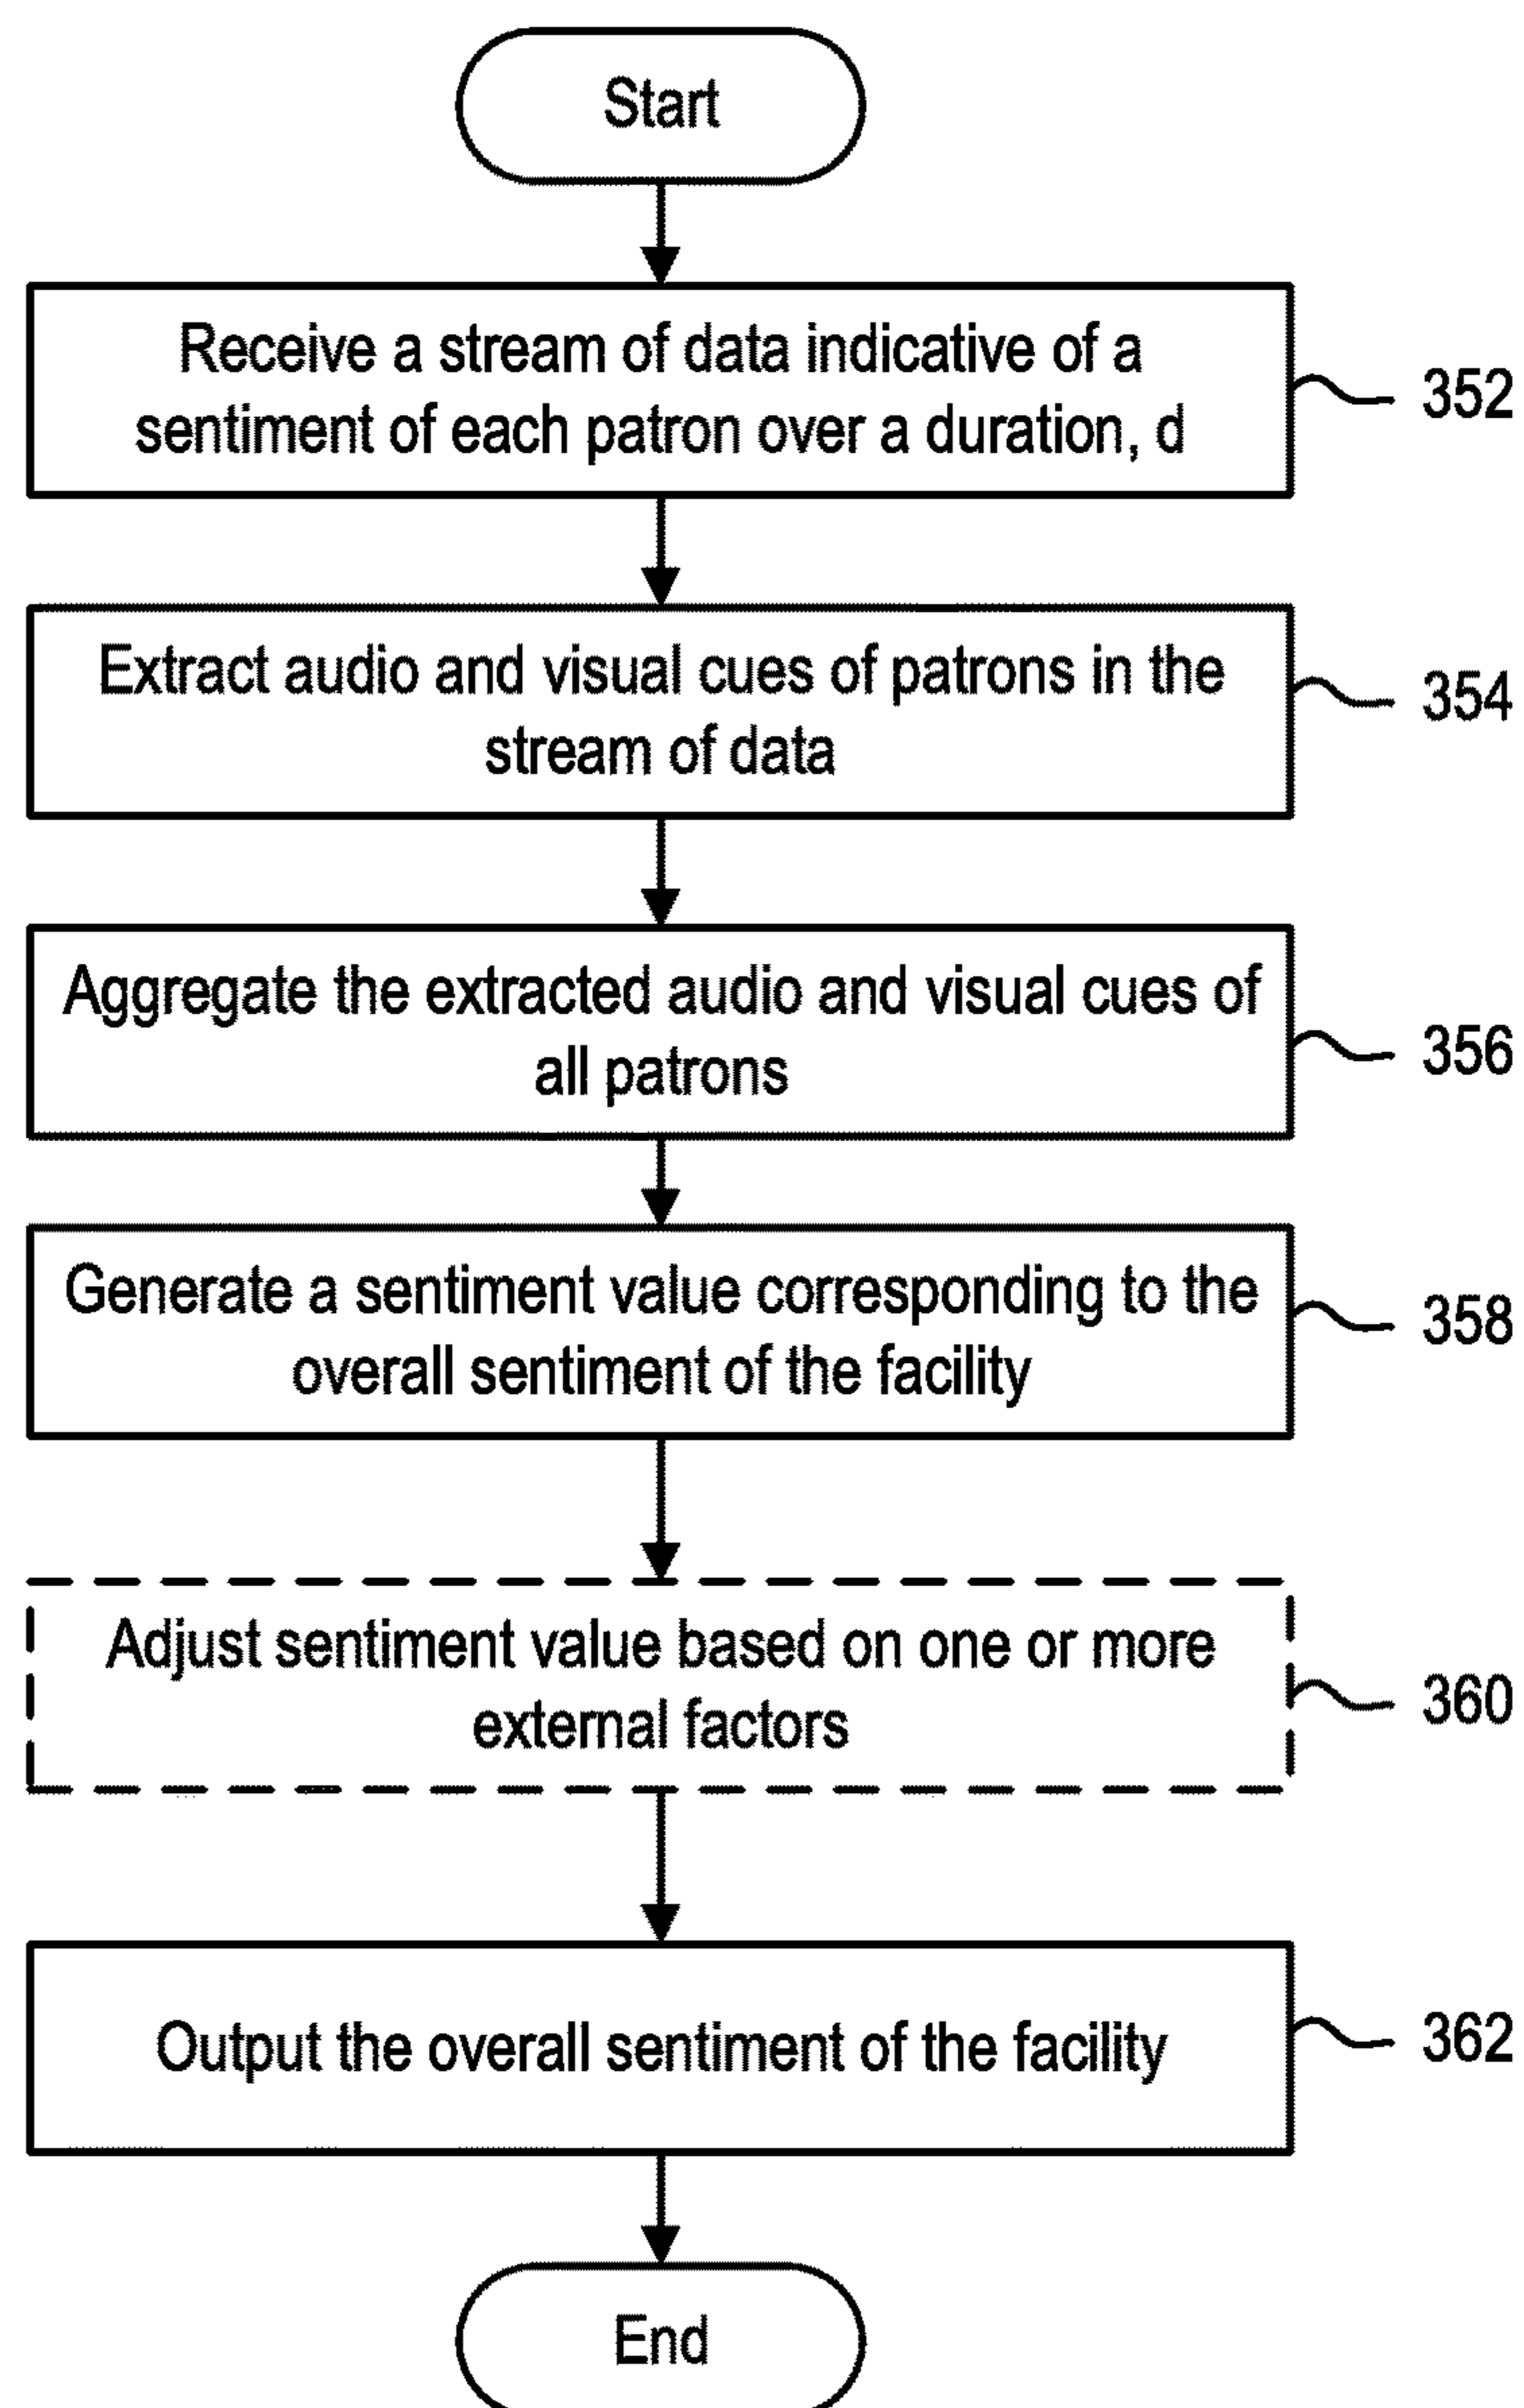 Start
Receive a stream of data indicative of a
sentiment of each patron over a duration, d
352
Extract audio and visual cues of patrons in the
stream of data
354
Aggregate the extracted audio and visual cues of
all patrons
356
Generate a sentiment value corresponding to the
overall sentiment of the facility
358
Adjust sentiment value based on one or more
external factors
360
Output the overall sentiment of the facility
362
End